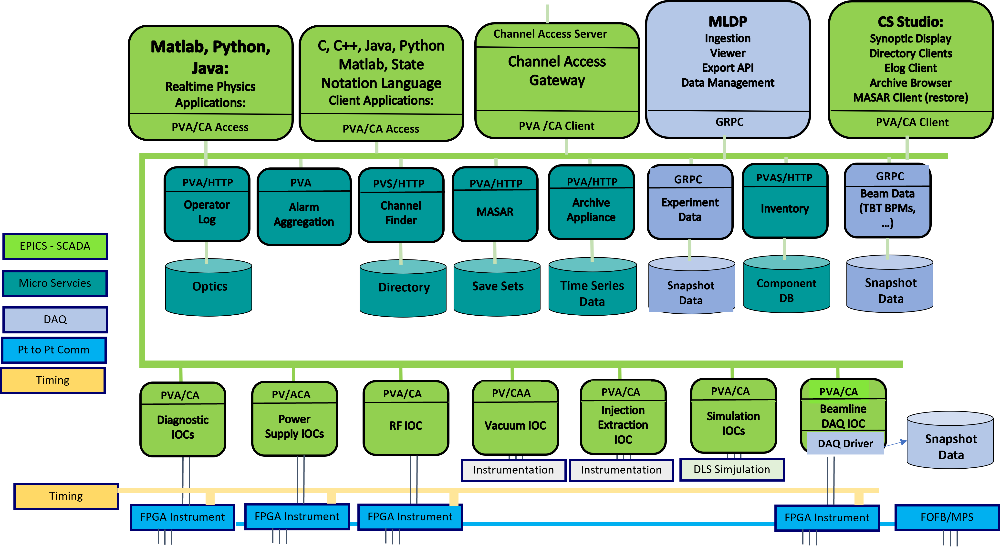 Matlab, Python,
Java:
Realtime Physics
Applications:
PVA/CA Access
C, C++, Java, Python
Matlab, State
Notation Language
Client Applications:
PVA/CA Access
Channel Access Server
Channel Access
Gateway
PVA /CA Client
MLDP
Ingestion
Viewer
Export API
Data Management
GRPC
CS Studio:
Synoptic Display
Directory Clients
Elog Client
Archive Browser
MASAR Client (restore)
PVA/CA Client
PVA/HTTP
Operator
Log
PVA
Alarm
Aggregation
PVS/HTTP
Channel
Finder
PVA/HTTP
MASAR
PVA/HTTP
Archive
Appliance
GRPC
Experiment
Data
PVAS/HTTP
Inventory
GRPC
Beam Data
(TBT BPMs,
...)
Optics
Directory
Save Sets
Time Series
Data
Snapshot
Data
Component
DB
Snapshot
Data
EPICS - SCADA
Micro Servcies
DAQ
Pt to Pt Comm
Timing
PVA/CA
Diagnostic
IOCs
PV/ACA
Power
Supply IOCs
PVA/CA
RF IOC
PV/CAA
Vacuum IOC
PVA/CA
Injection
Extraction
IOC
PVA/CA
Simulation
IOCs
PVA/CA
Beamline
DAQ IOC
DAQ Driver
Snapshot
Data
Instrumentation
Instrumentation
DLS Simjulation
Timing
FPGA Instrument
FPGA Instrument
FPGA Instrument
FPGA Instrument
FOFB/MPS